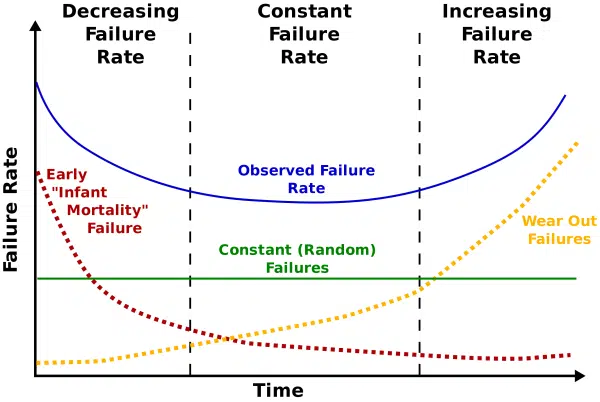 Decreasing
Failure
Rate
Constant
Failure
Rate
Increasing
Failure
Rate
Failure Rate
Early
"Infant
Mortality"
Failure
Observed Failure
Rate
Constant (Random)
Failures
Wear Out
Failures
Time